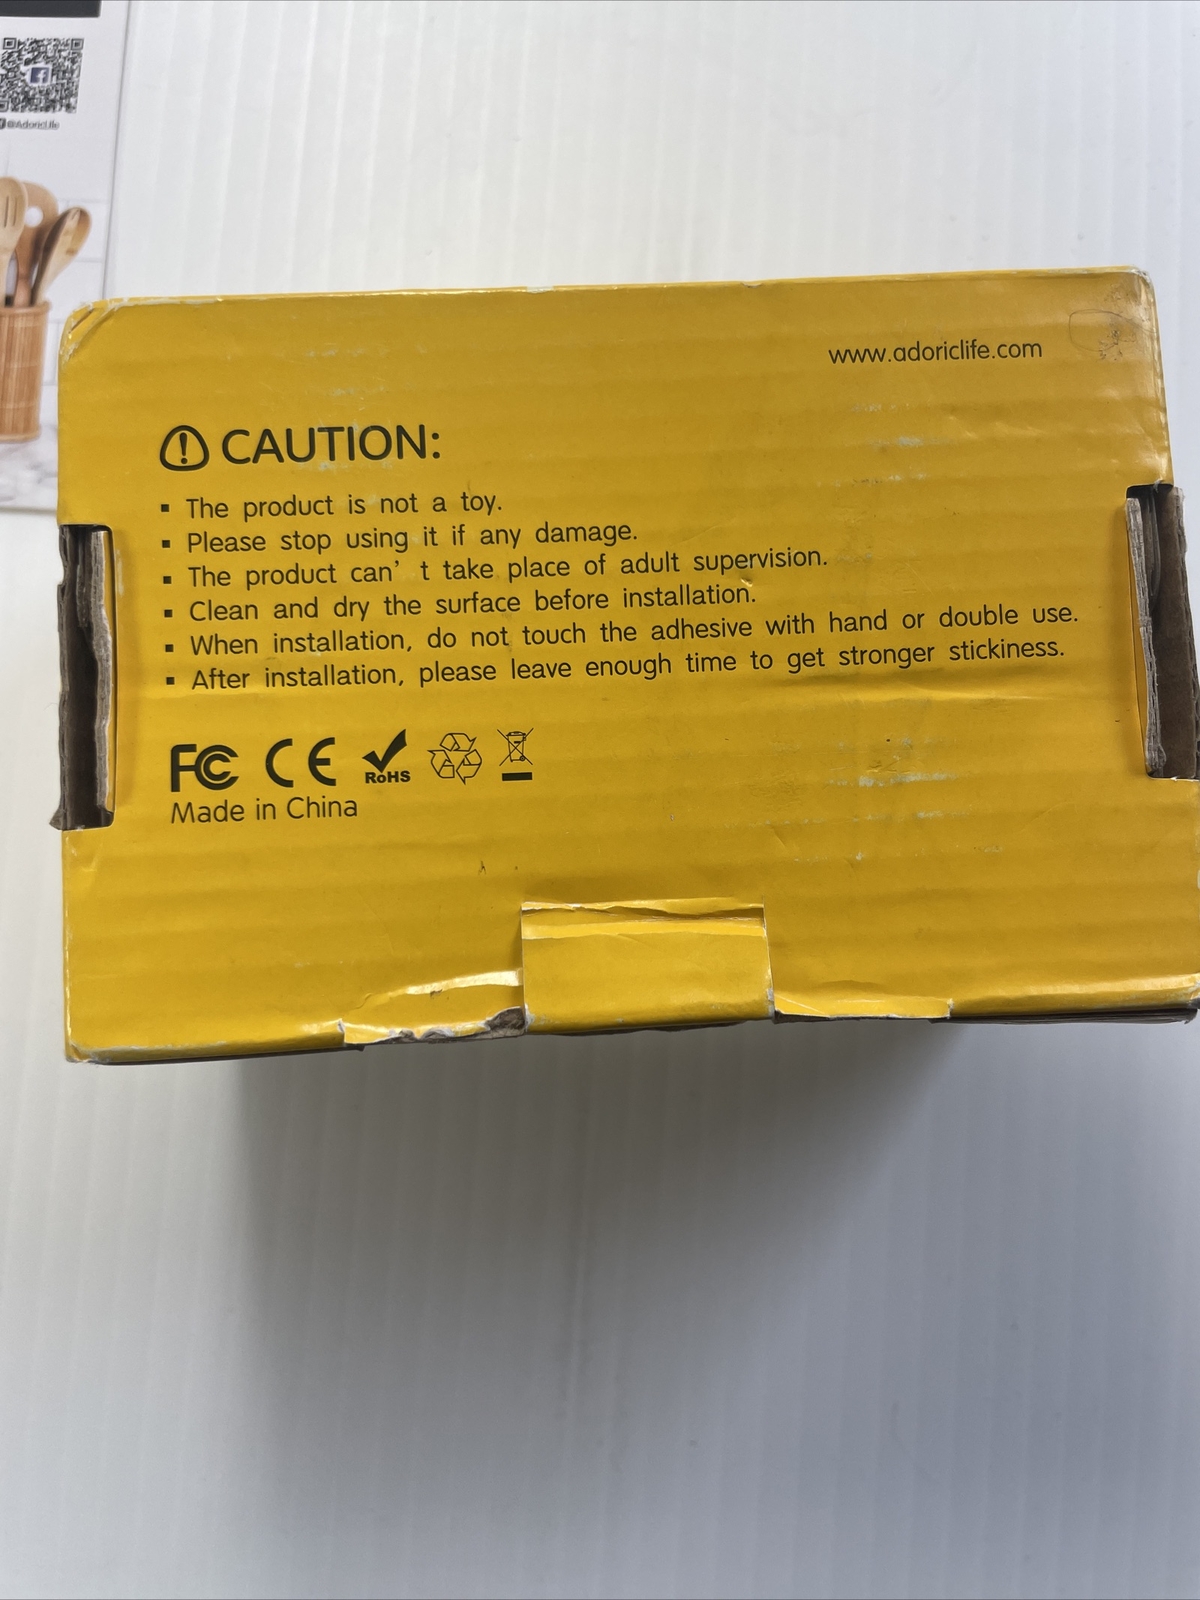 @AdoricLife
www.adoriclife.com
CAUTION:
▪ The product is not a toy.
▪ Please stop using it if any damage.
▪ The product can’ t take place of adult supervision.
▪ Clean and dry the surface before installation.
▪ When installation, do not touch the adhesive with hand or double use.
▪ After installation, please leave enough time to get stronger stickiness.
FC CE RoHS
Made in China